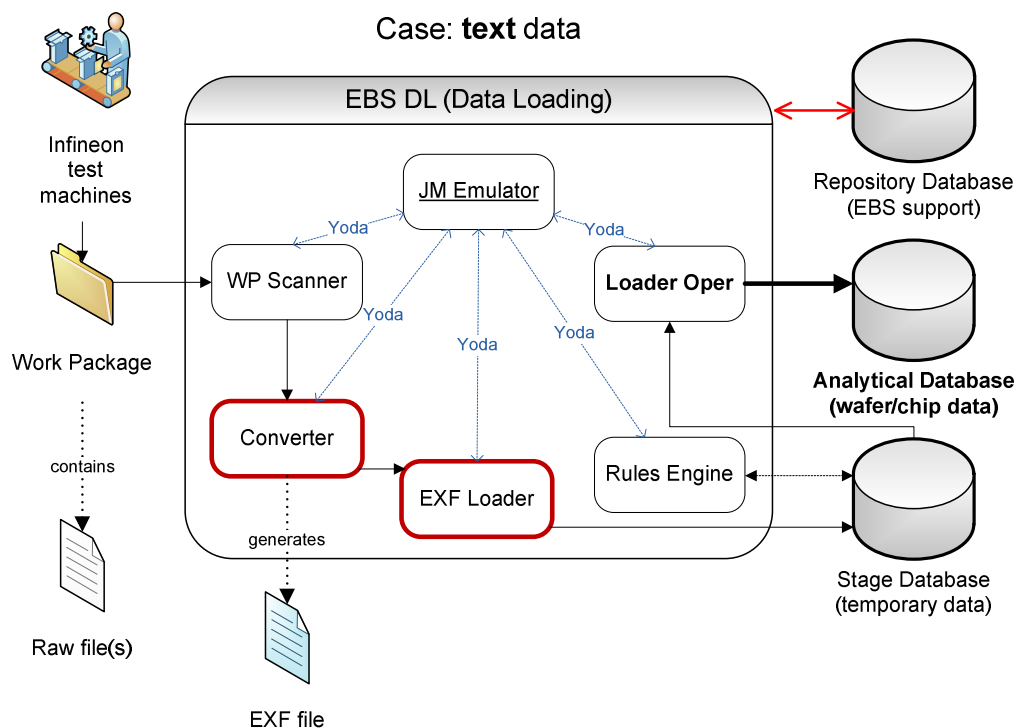 Case: text data
EBS DL (Data Loading)
Infineon
test
machines
JM Emulator
Repository Database
(EBS support)
Yoda
Yoda
WP Scanner
Loader Oper
Yoda
Yoda
Yoda
Work Package
Analytical Database
(wafer/chip data)
Converter
contains
EXF Loader
Rules Engine
generates
Stage Database
(temporary data)
Raw file(s)
EXF file